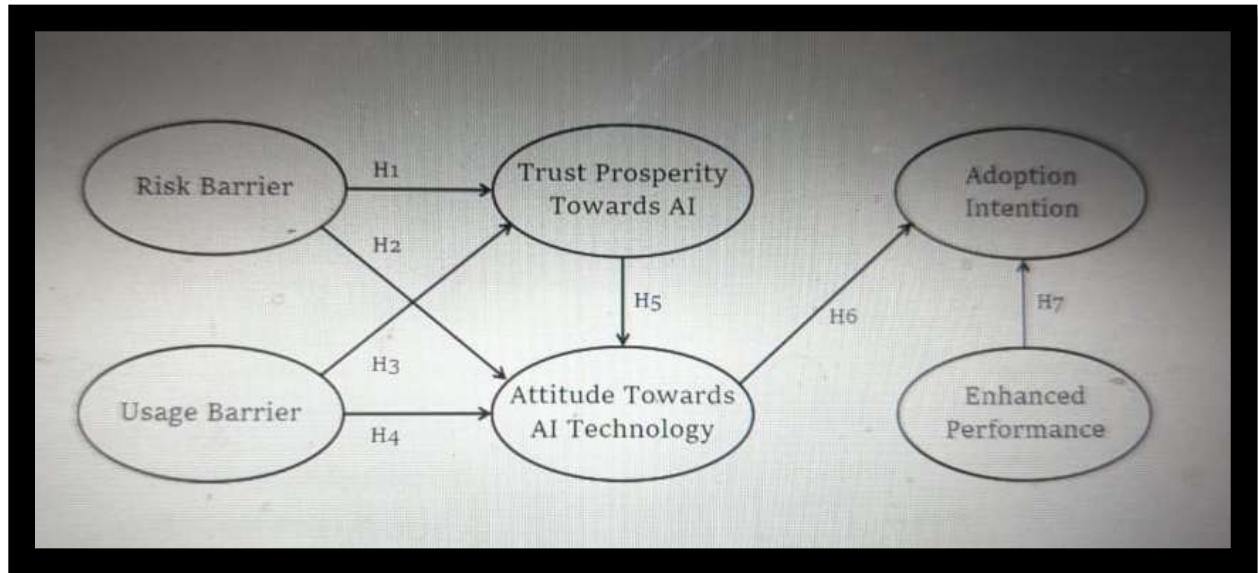 Risk Barrier
H1
Trust Prosperity
Towards AI
Adoption
Intention
H2
H5
H6
H7
H3
Usage Barrier
H4
Attitude Towards
AI Technology
Enhanced
Performance